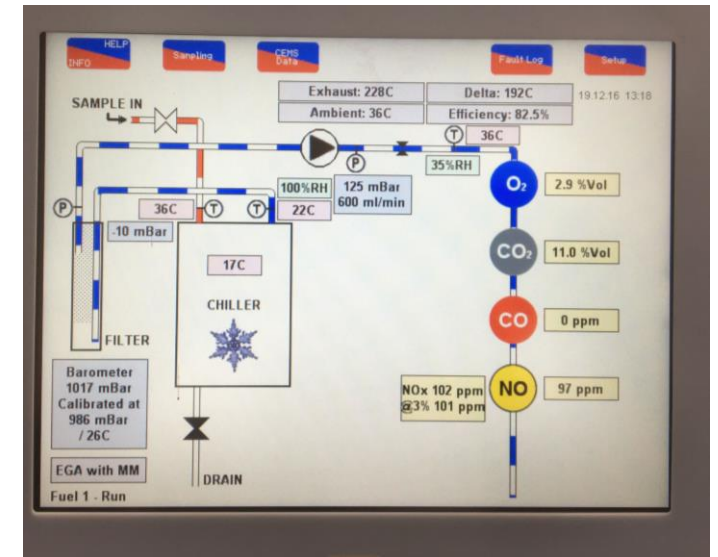 HELP
INFO
Sampling
CEMS
Data
Fault Log
Setup
Exhaust: 228C
Delta: 192C
19.12.16 13:18
Ambient: 36C
Efficiency: 82.5%
SAMPLE IN
T
36C
P
35%RH
O₂
2.9 %Vol
100%RH
125 mBar
600 ml/min
P
36C
T
T
22C
-10 mBar
17C
CO₂
11.0 %Vol
CHILLER
CO
0 ppm
FILTER
Barometer
1017 mBar
Calibrated at
986 mBar
/ 26C
NOx 102 ppm
@3% 101 ppm
NO
97 ppm
EGA with MM
DRAIN
Fuel 1 - Run